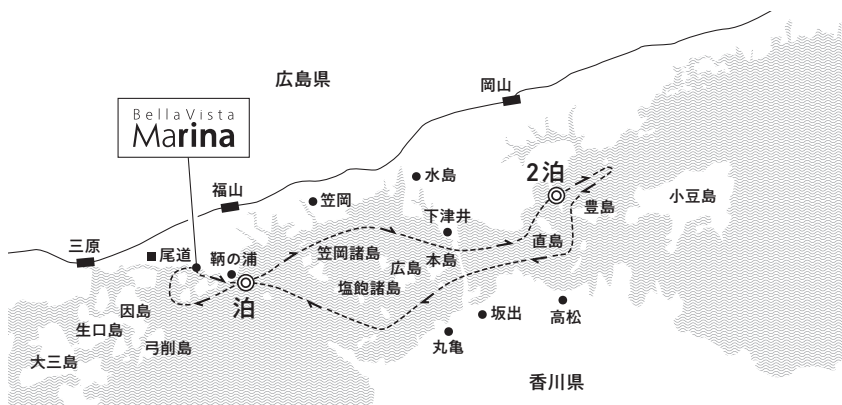 広島県
岡山
BellaVista
Marina
水島
2泊
福山
笠岡
小豆島
豊島
下津井
三原
尾道
鞆の浦
笠岡諸島
広島
本島
直島
塩飽諸島
泊
因島
生口島
坂出
高松
大三島
弓削島
丸亀
香川県